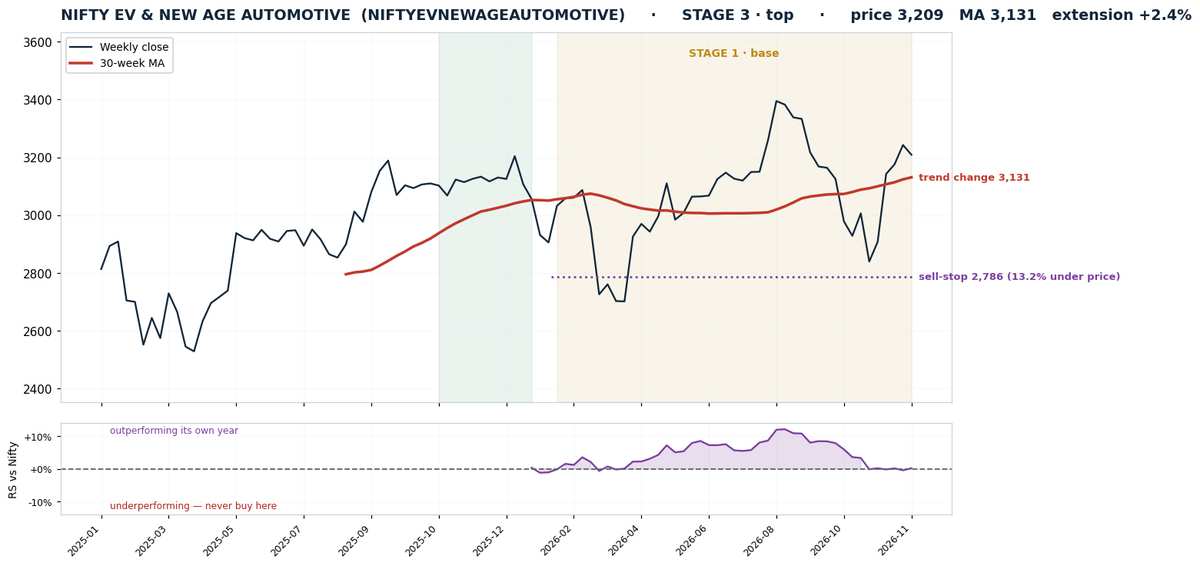 NIFTY EV & NEW AGE AUTOMOTIVE (NIFTYEVNEWAGEAUTOMOTIVE) · STAGE 3 · top · price 3,209 MA 3,131 extension +2.4%
Weekly close
30-week MA
STAGE 1 · base
3600
3400
3200
3000
2800
2600
2400
trend change 3,131
sell-stop 2,786 (13.2% under price)
RS vs Nifty
+10%
+0%
-10%
outperforming its own year
underperforming — never buy here
2025-01
2025-03
2025-05
2025-07
2025-09
2025-10
2025-12
2026-02
2026-04
2026-06
2026-08
2026-10
2026-11